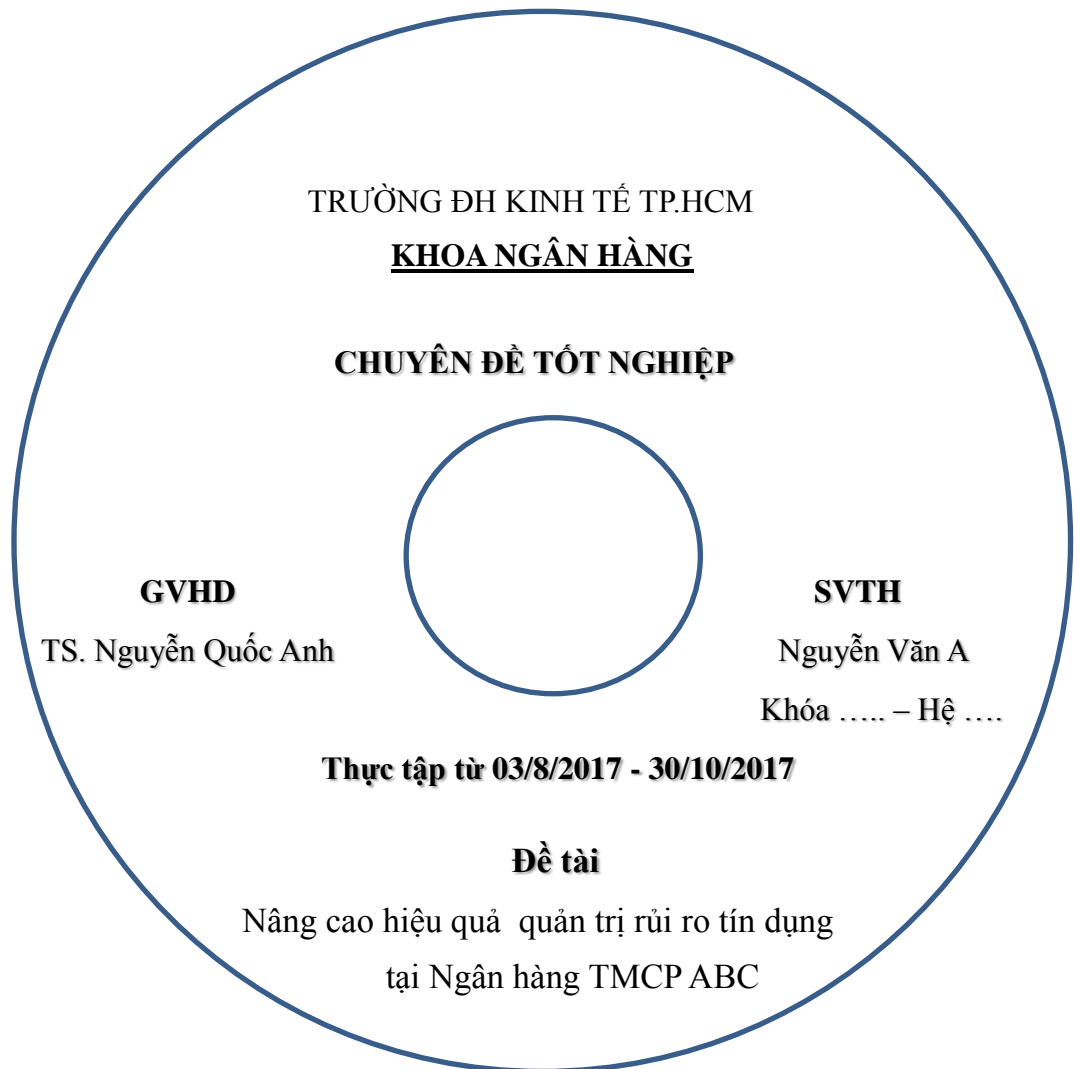 TRƯỜNG ĐH KINH TẾ TP.HCM
KHOA NGÂN HÀNG
CHUYÊN ĐỀ TỐT NGHIỆP
GVHD
TS. Nguyễn Quốc Anh
SVTH
Nguyễn Văn A
Khóa ….. – Hệ ….
Thực tập từ 03/8/2017 - 30/10/2017
Đề tài
Nâng cao hiệu quả quản trị rủi ro tín dụng
tại Ngân hàng TMCP ABC